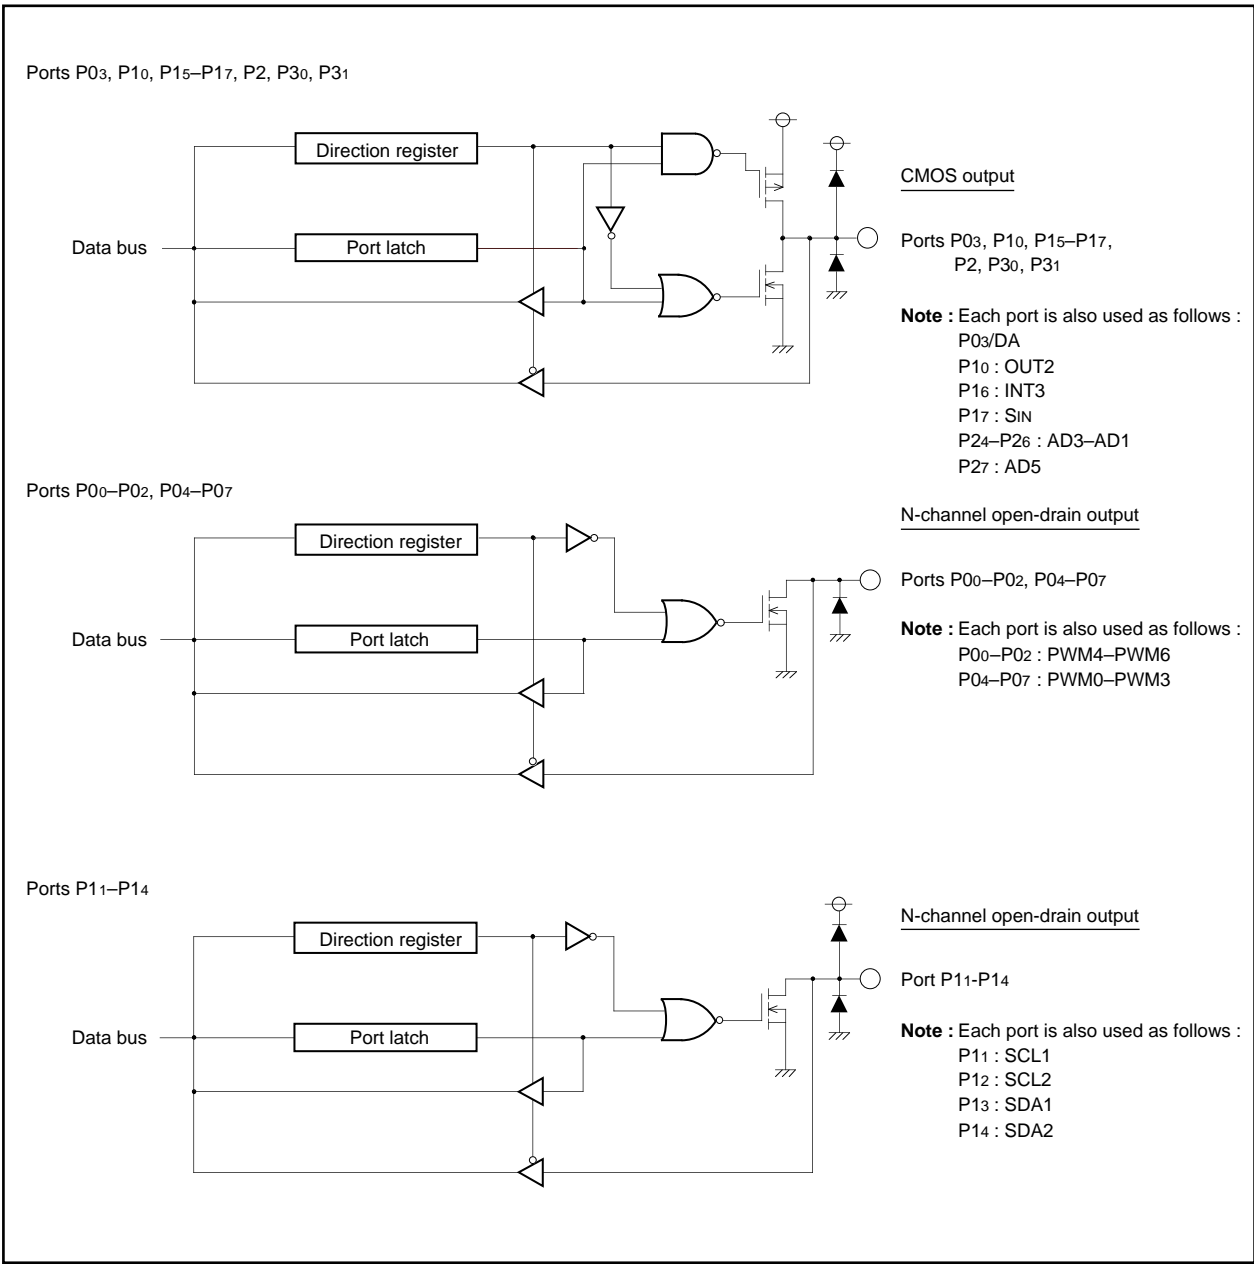 Ports P03, P10, P15–P17, P2, P30, P31
Direction register
CMOS output
Data bus
Port latch
Ports P03, P10, P15–P17,
P2, P30, P31
Note : Each port is also used as follows :
P03/DA
P10 : OUT2
P16 : INT3
P17 : SIN
P24–P26 : AD3–AD1
P27 : AD5
Ports P00–P02, P04–P07
N-channel open-drain output
Direction register
Ports P00–P02, P04–P07
Data bus
Port latch
Note : Each port is also used as follows :
P00–P02 : PWM4–PWM6
P04–P07 : PWM0–PWM3
Ports P11–P14
N-channel open-drain output
Direction register
Port P11-P14
Data bus
Port latch
Note : Each port is also used as follows :
P11 : SCL1
P12 : SCL2
P13 : SDA1
P14 : SDA2